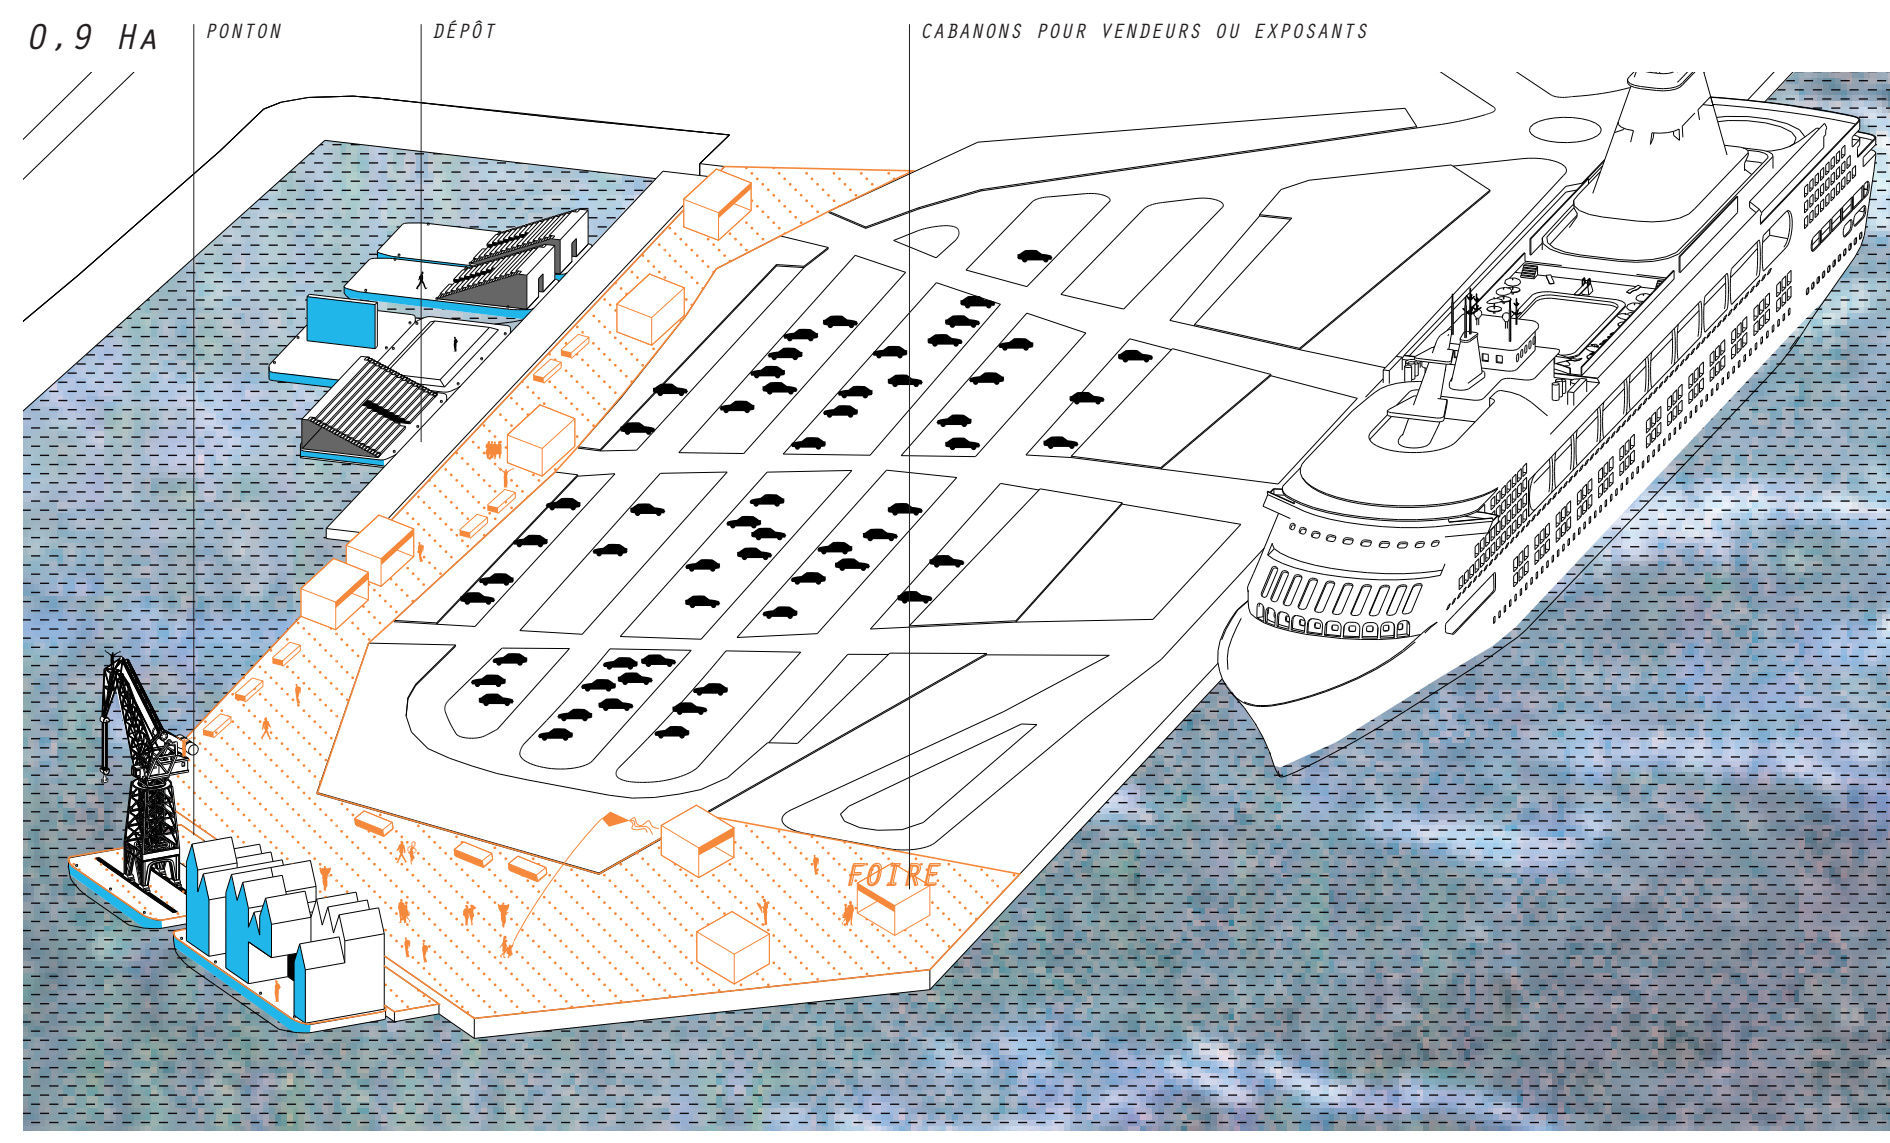 0,9 HA
PONTON
DÉPÔT
CABANONS POUR VENDEURS OU EXPOSANTS
FOIRE